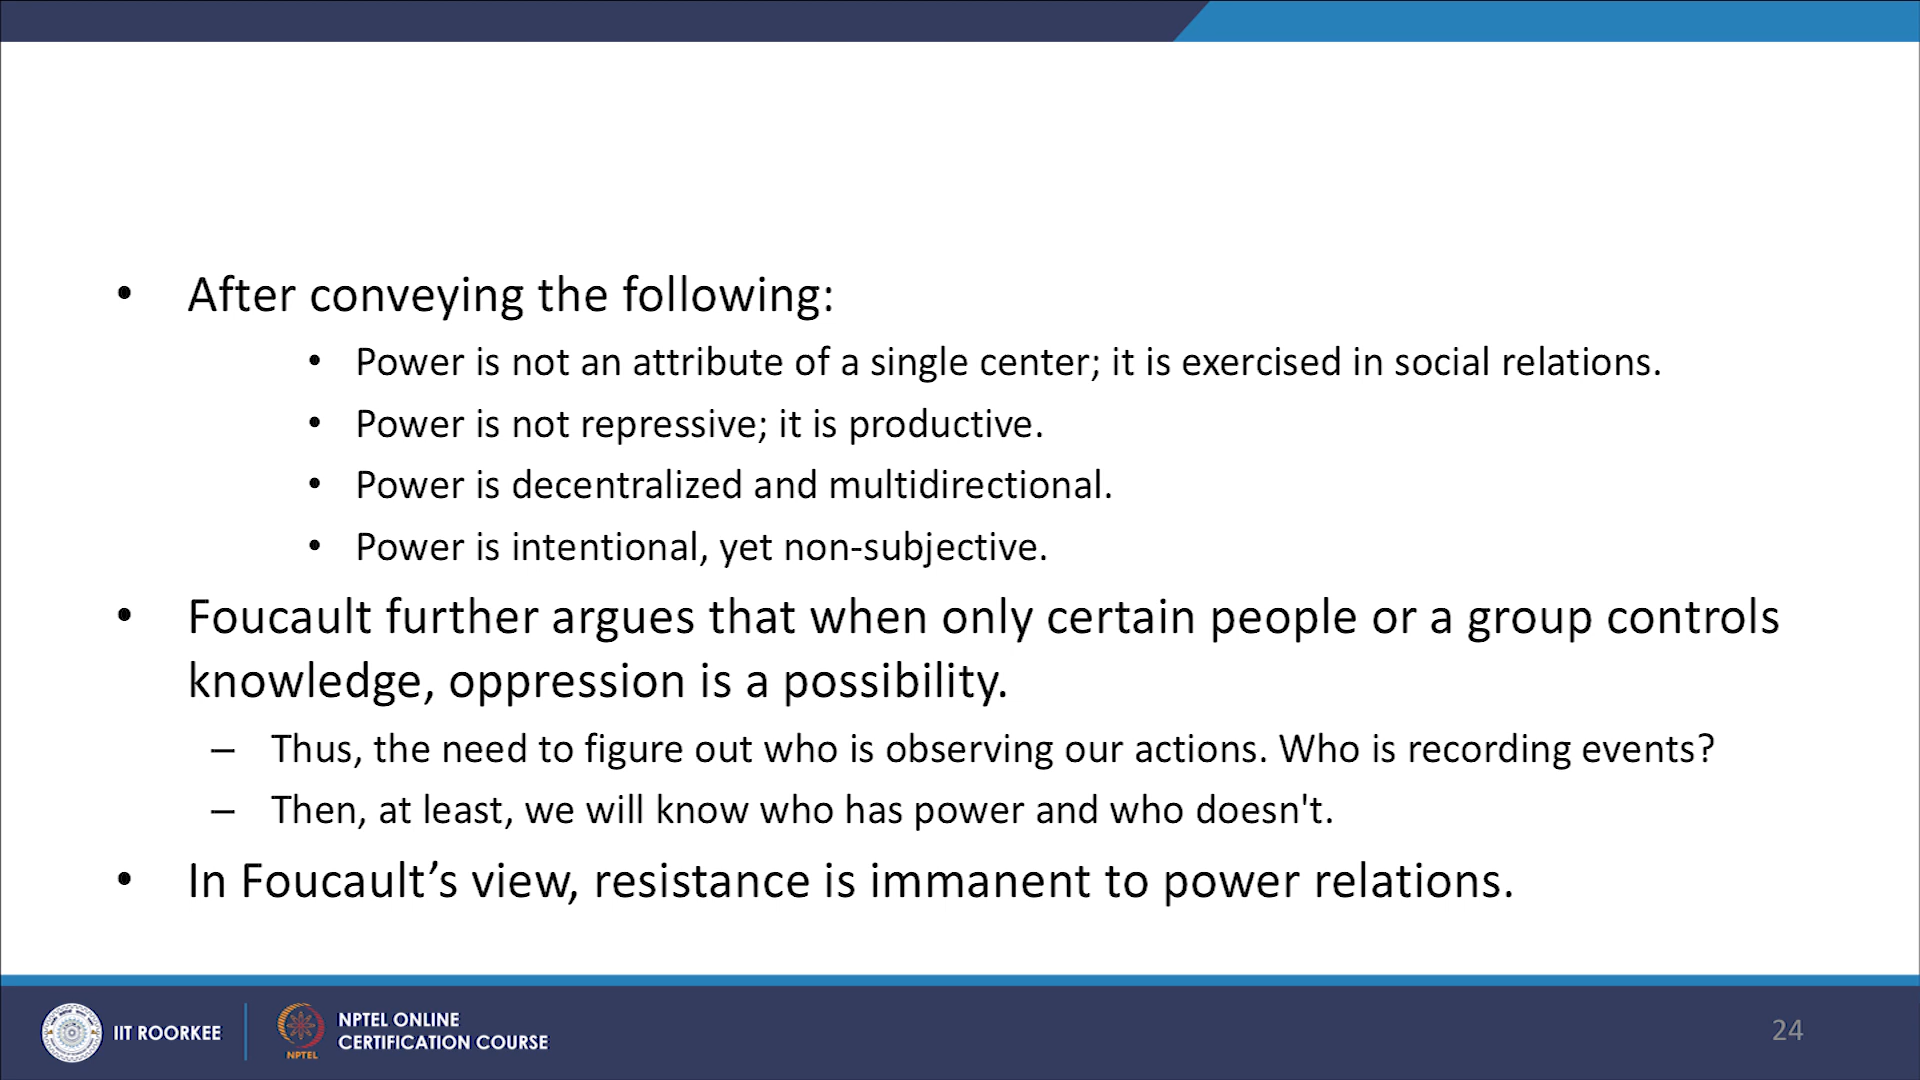 • After conveying the following:
• Power is not an attribute of a single center; it is exercised in social relations.
• Power is not repressive; it is productive.
• Power is decentralized and multidirectional.
• Power is intentional, yet non-subjective.
• Foucault further argues that when only certain people or a group controls
knowledge, oppression is a possibility.
– Thus, the need to figure out who is observing our actions. Who is recording events?
– Then, at least, we will know who has power and who doesn't.
• In Foucault’s view, resistance is immanent to power relations.
IIT ROORKEE
NPTEL
NPTEL ONLINE
CERTIFICATION COURSE
24